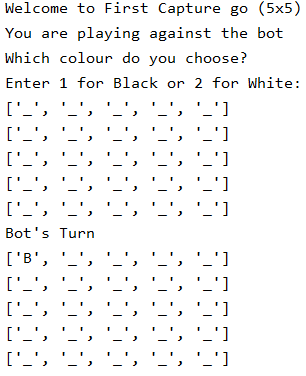 Welcome to First Capture go (5x5)
You are playing against the bot
Which colour do you choose?
Enter 1 for Black or 2 for White:
['_', '_', '_', '_', '_']
['_', '_', '_', '_', '_']
['_', '_', '_', '_', '_']
['_', '_', '_', '_', '_']
['_', '_', '_', '_', '_']
Bot's Turn
['B', '_', '_', '_', '_']
['_', '_', '_', '_', '_']
['_', '_', '_', '_', '_']
['_', '_', '_', '_', '_']
['_', '_', '_', '_', '_']